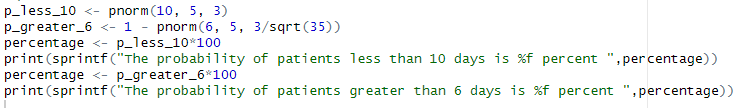 p_less_10 <- pnorm(10, 5, 3)
p_greater_6 <- 1 - pnorm(6, 5, 3/sqrt(35))
percentage <- p_less_10*100
print(sprintf("The probability of patients less than 10 days is %f percent ",percentage))
percentage <- p_greater_6*100
print(sprintf("The probability of patients greater than 6 days is %f percent ",percentage))